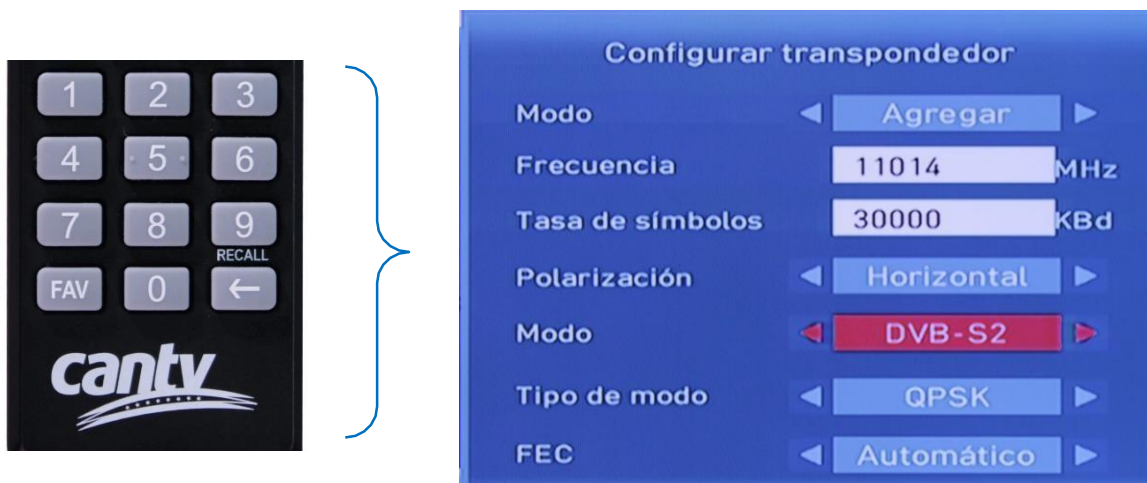 1 2 3
4 5 6
7 8 9
RECALL
FAV 0 ←
cantv
Configurar transpondedor
Modo Agregar
Frecuencia 11014 MHz
Tasa de símbolos 30000 KBd
Polarización Horizontal
Modo DVB-S2
Tipo de modo QPSK
FEC Automático